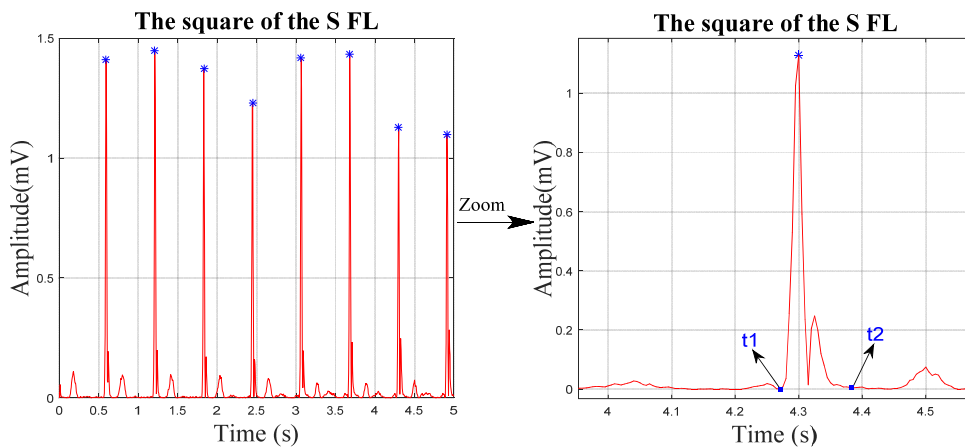 The square of the S FL
1.5
1
0.5
0
0 0.5 1 1.5 2 2.5 3 3.5 4 4.5 5
Amplitude(mV)
Time (s)
Zoom
The square of the S FL
1
0.8
0.6
0.4
0.2
0
4 4.1 4.2 4.3 4.4 4.5
Amplitude(mV)
Time (s)
t1
t2